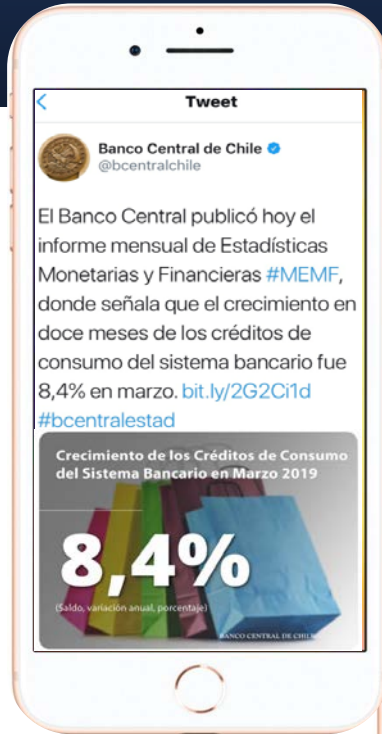 Tweet
Banco Central de Chile
@bcentralchile
El Banco Central publicó hoy el
informe mensual de Estadísticas
Monetarias y Financieras #MEMF,
donde señala que el crecimiento en
doce meses de los créditos de
consumo del sistema bancario fue
8,4% en marzo. bit.ly/2G2Ci1d
#bcentralestad
Crecimiento de los Créditos de Consumo
del Sistema Bancario en Marzo 2019
8,4%
(Saldo, variación anual, porcentaje)
BANCO CENTRAL DE CHILE